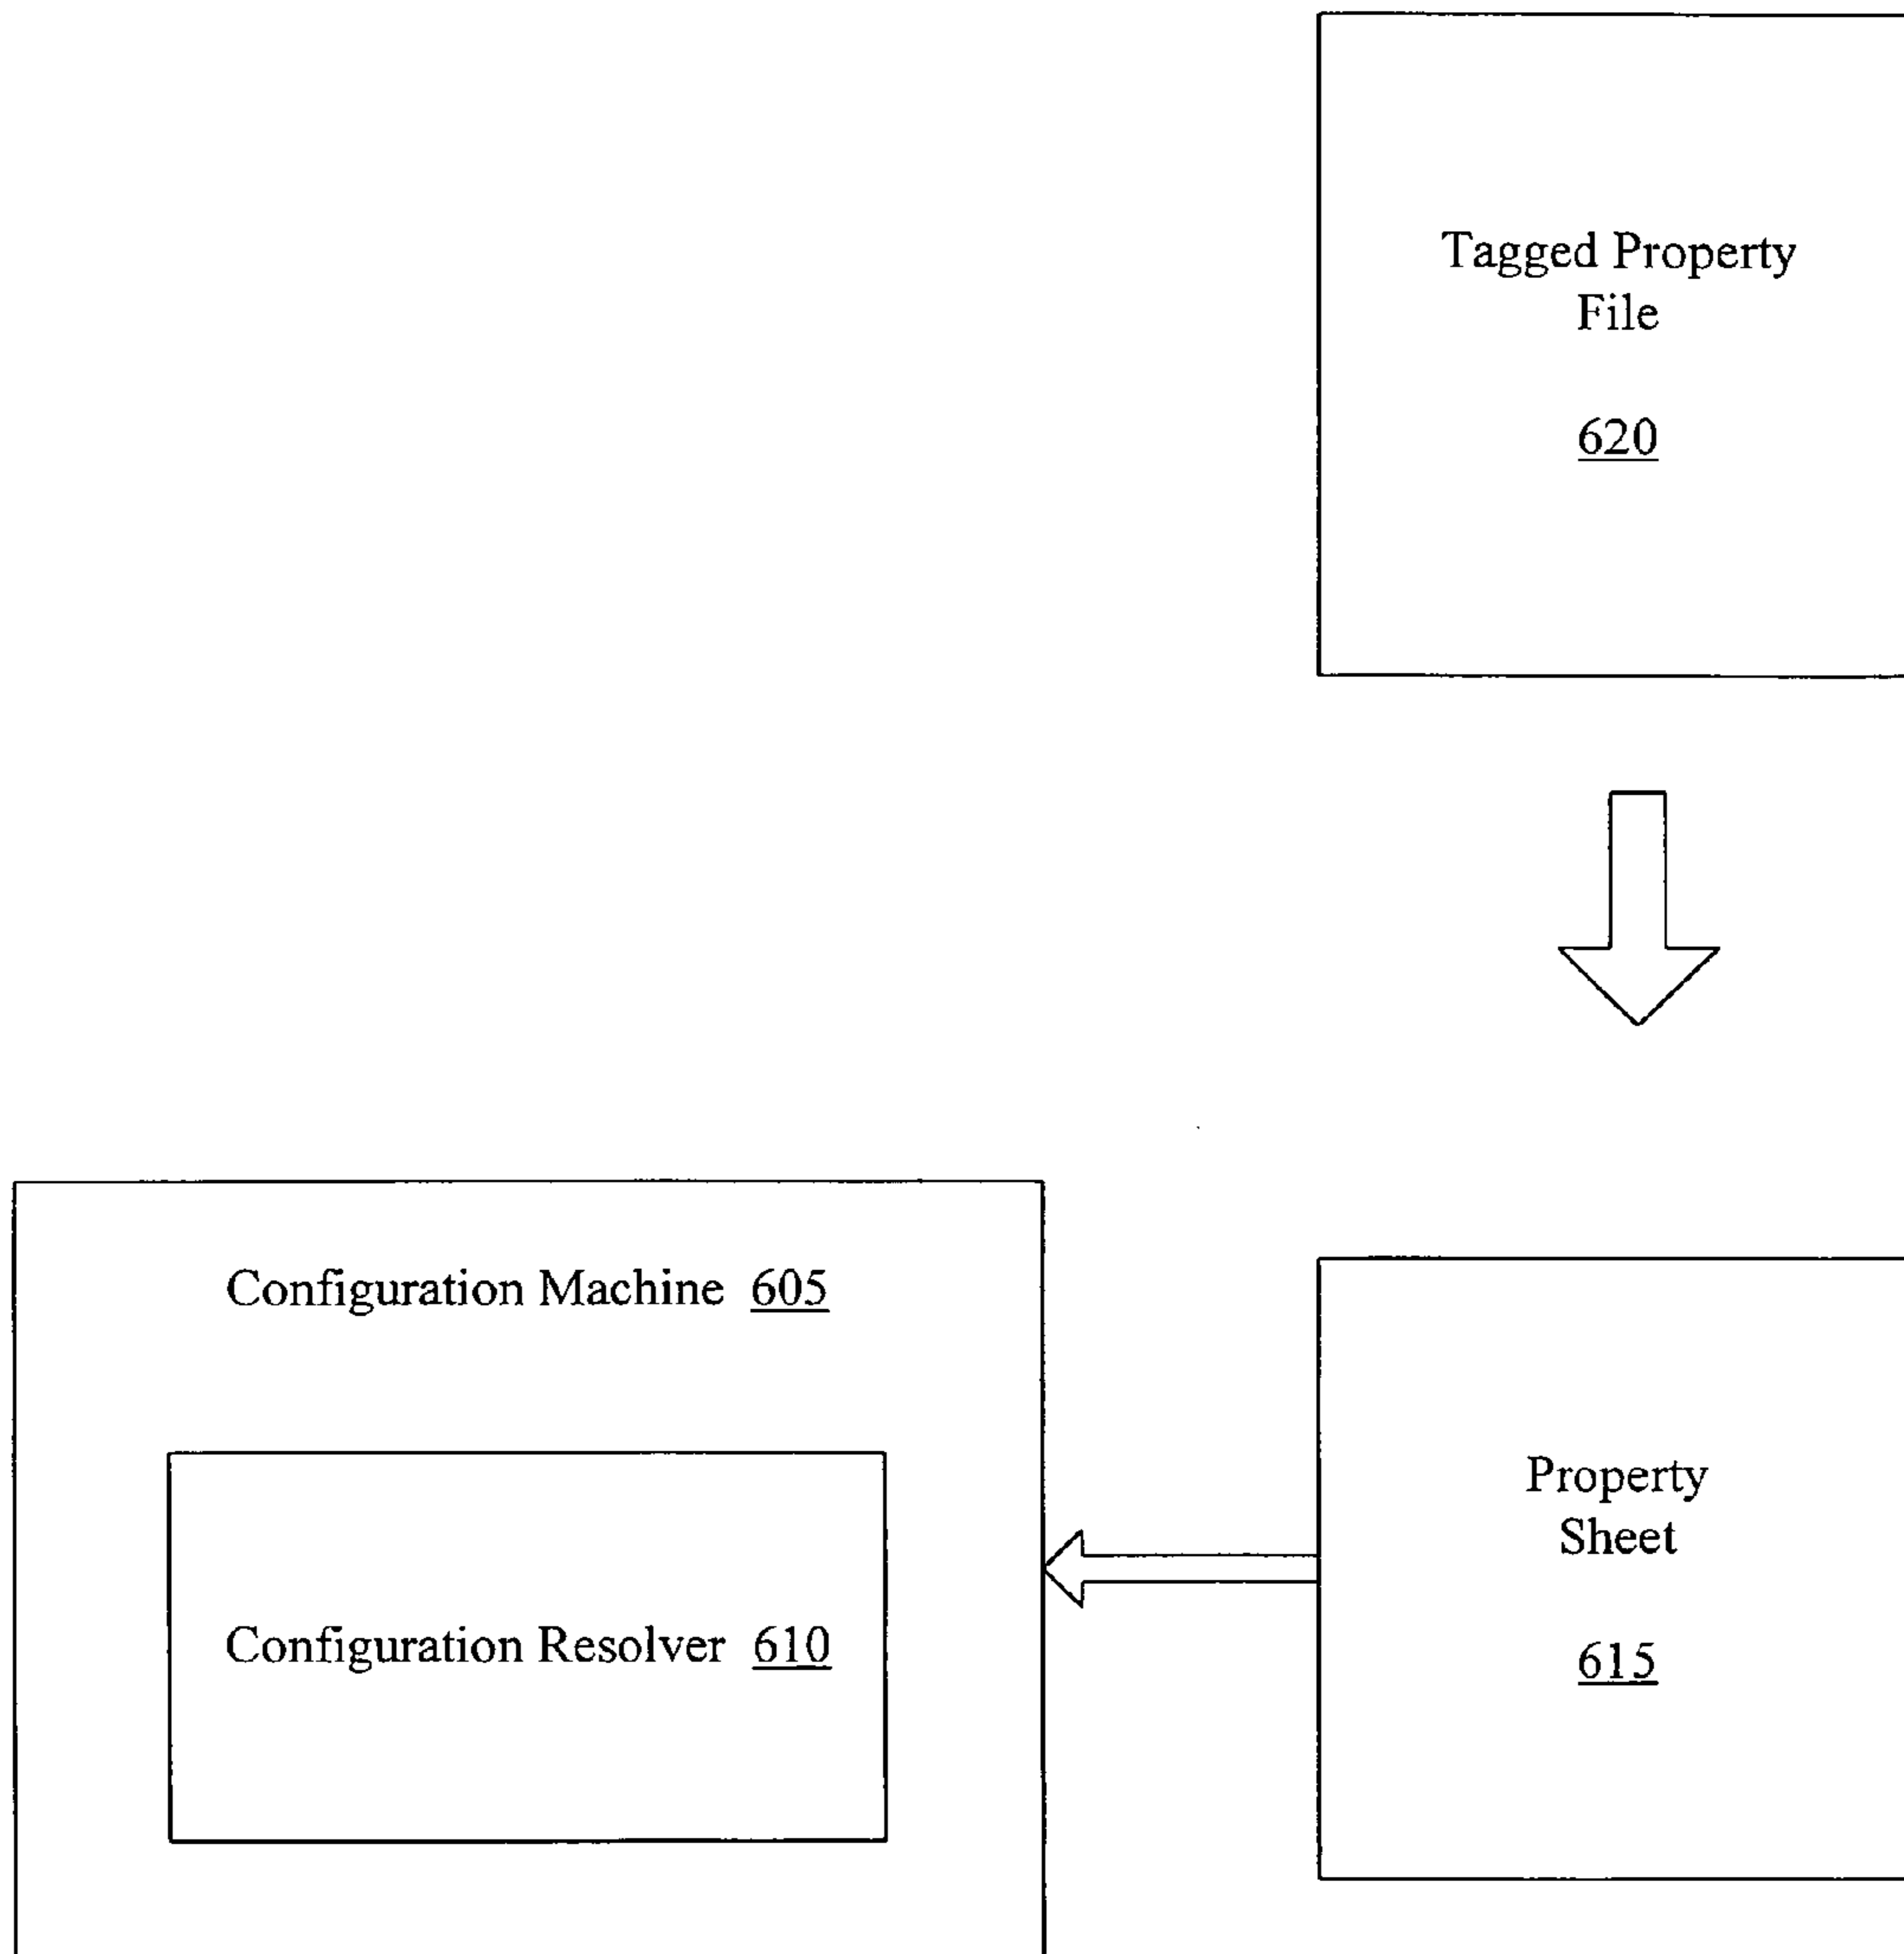 Tagged Property
File
620
Configuration Machine 605
Configuration Resolver 610
Property
Sheet
615